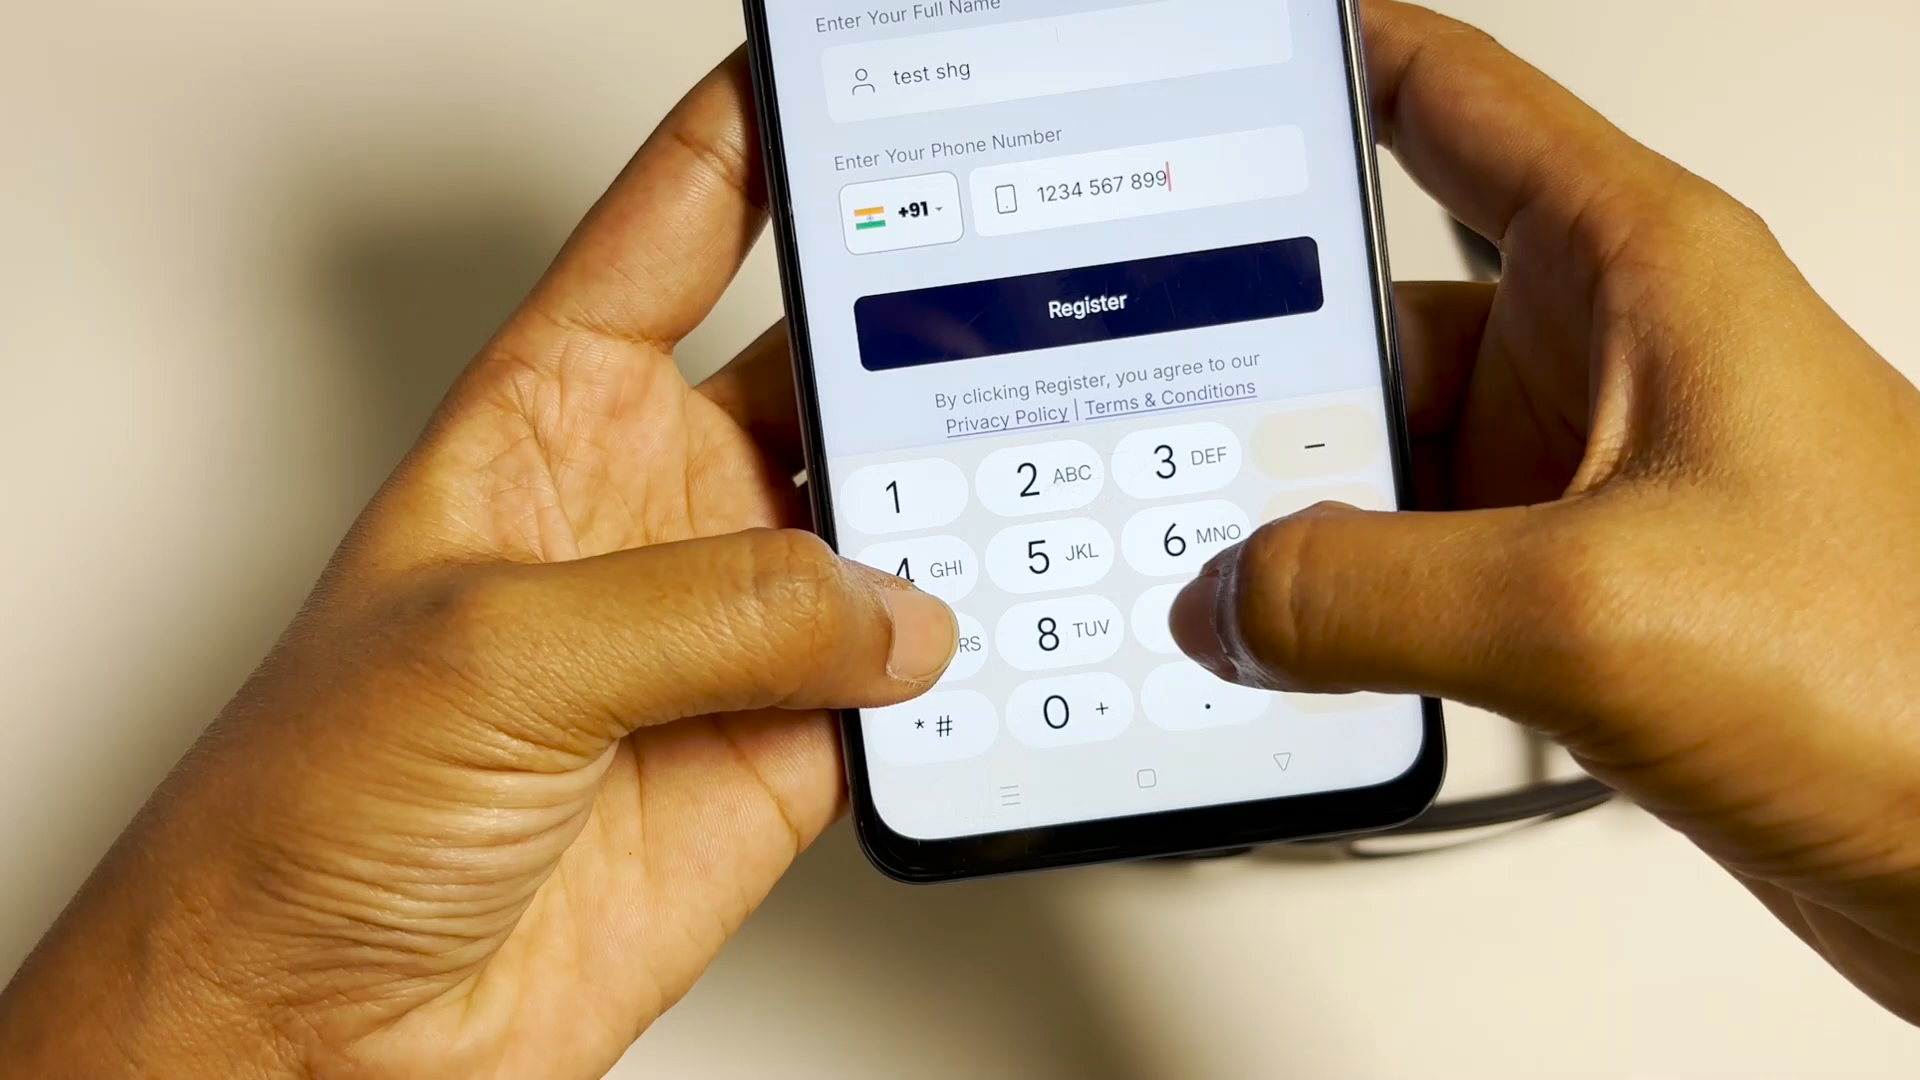 Enter Your Full Name
test shg
Enter Your Phone Number
+91
1234 567 899
Register
By clicking Register, you agree to our
Privacy Policy | Terms & Conditions
1
2 ABC
3 DEF
–
4 GHI
5 JKL
6 MNO
RS
8 TUV
* #
0 +
.